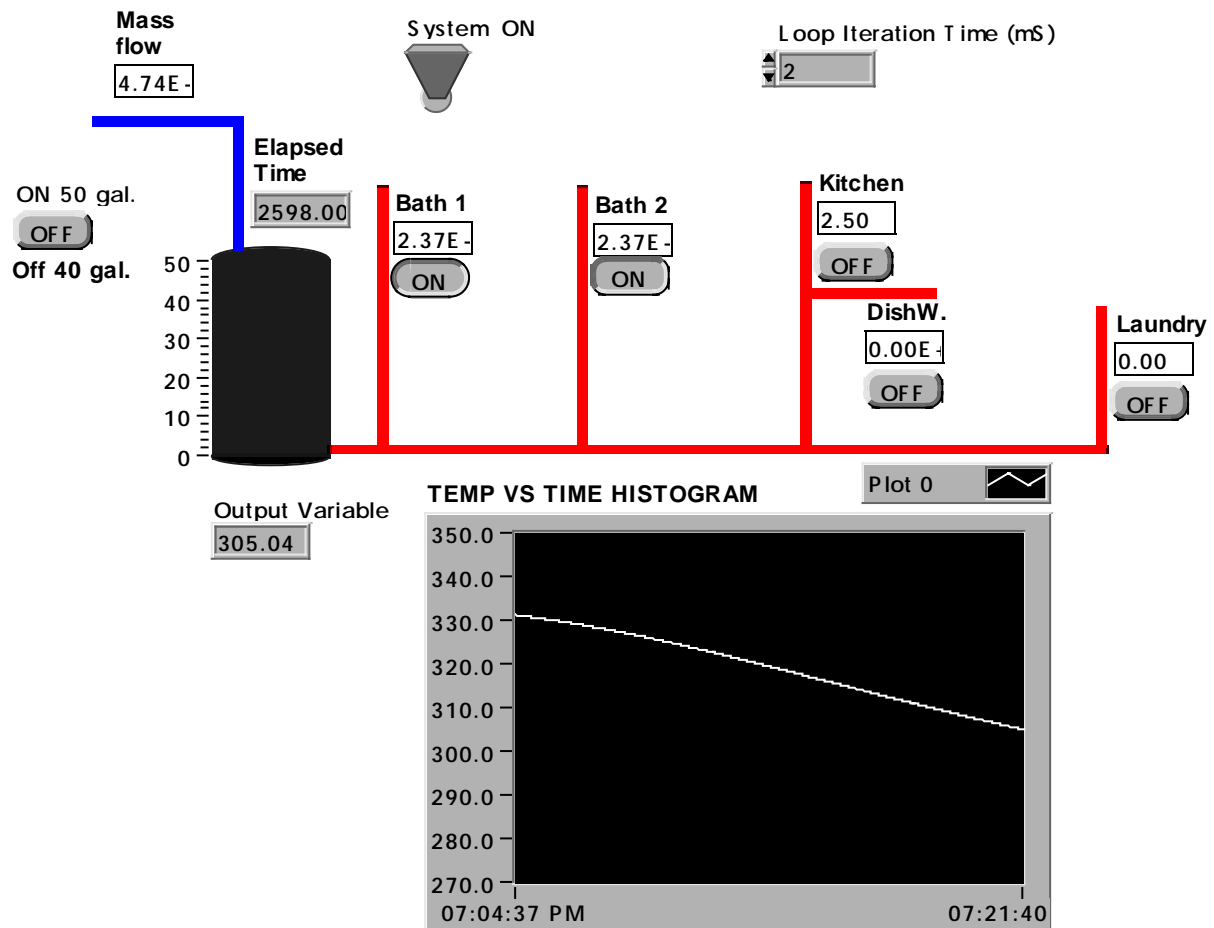 Mass
flow
4.74E-
System ON
Loop Iteration Time (mS)
2
Elapsed
Time
2598.00
ON 50 gal.
OFF
Off 40 gal.
Bath 1
2.37E-
ON
Bath 2
2.37E-
ON
Kitchen
2.50
OFF
DishW.
0.00E+
OFF
Laundry
0.00
OFF
50
40
30
20
10
0
Output Variable
305.04
TEMP VS TIME HISTOGRAM
Plot 0
350.0
340.0
330.0
320.0
310.0
300.0
290.0
280.0
270.0
07:04:37 PM
07:21:40